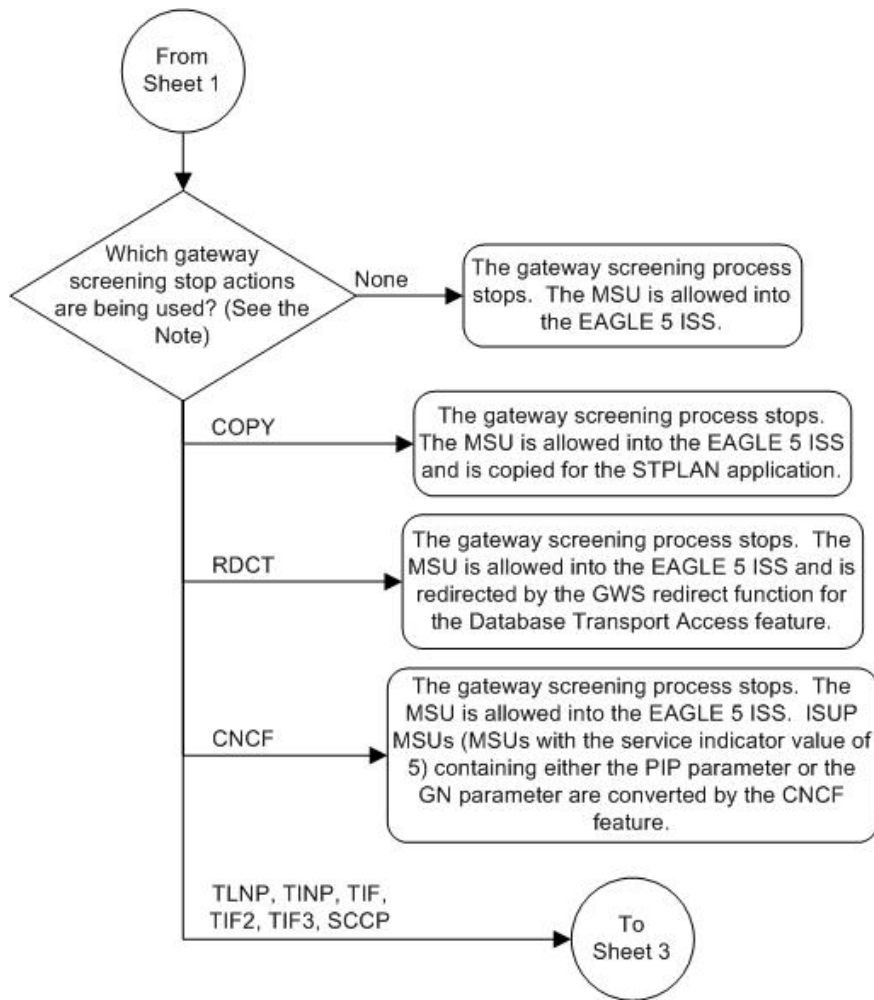 From
Sheet 1
Which gateway
screening stop actions
are being used? (See the
Note)
None
The gateway screening process
stops.  The MSU is allowed into
the EAGLE 5 ISS.
COPY
The gateway screening process stops.
The MSU is allowed into the EAGLE 5 ISS
and is copied for the STPLAN application.
RDCT
The gateway screening process stops.  The
MSU is allowed into the EAGLE 5 ISS and is
redirected by the GWS redirect function for
the Database Transport Access feature.
CNCF
The gateway screening process stops.  The
MSU is allowed into the EAGLE 5 ISS.  ISUP
MSUs (MSUs with the service indicator value of
5) containing either the PIP parameter or the
GN parameter are converted by the CNCF
feature.
TLNP, TINP, TIF,
TIF2, TIF3, SCCP
To
Sheet 3